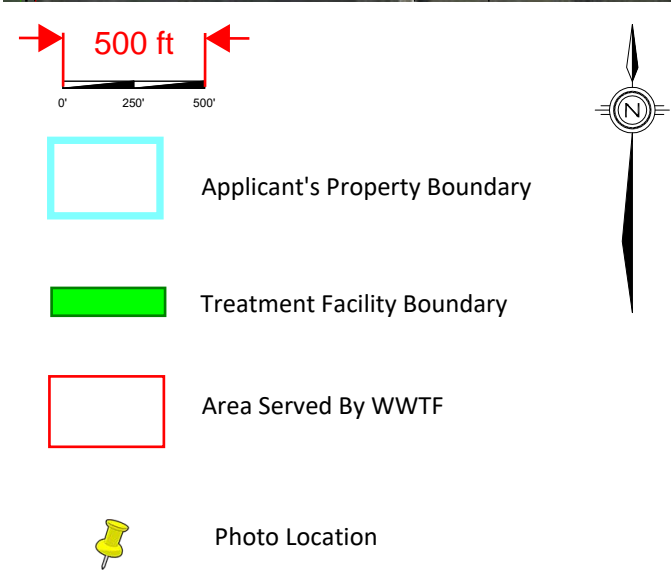 500 ft
0' 250' 500'
N
Applicant's Property Boundary
Treatment Facility Boundary
Area Served By WWTF
Photo Location